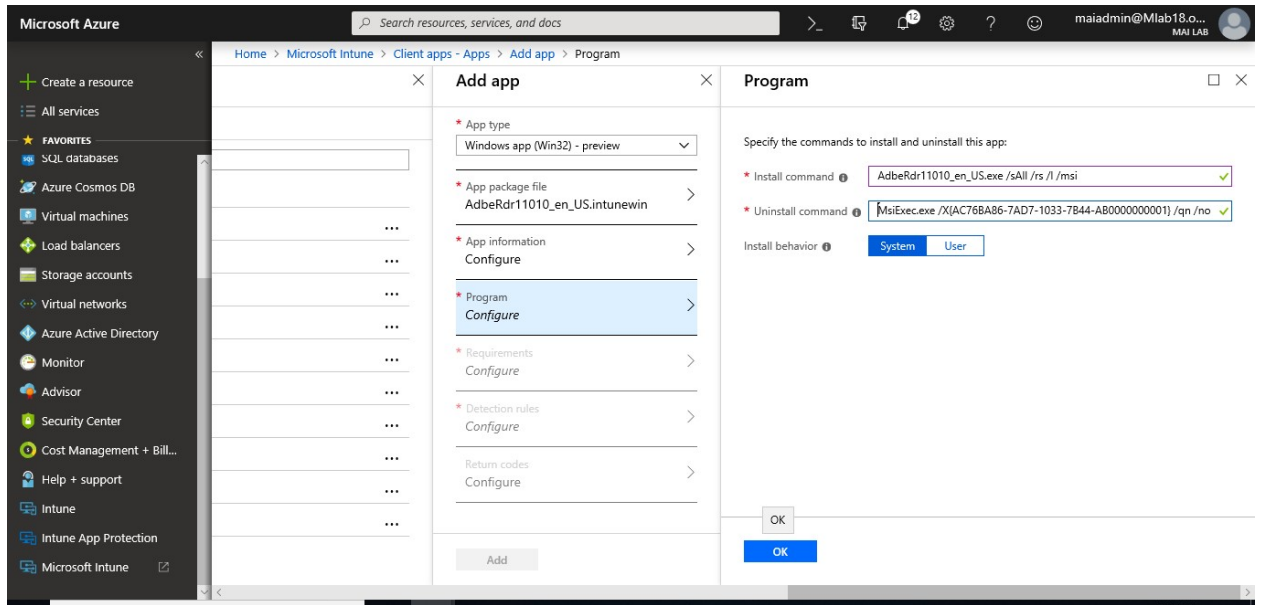 Microsoft Azure
Search resources, services, and docs
12
maiadmin@Mlab18.o...
MAI LAB
Home > Microsoft Intune > Client apps - Apps > Add app > Program
Create a resource
All services
FAVORITES
SQL databases
Azure Cosmos DB
Virtual machines
Load balancers
Storage accounts
Virtual networks
Azure Active Directory
Monitor
Advisor
Security Center
Cost Management + Bill...
Help + support
Intune
Intune App Protection
Microsoft Intune
Add app
* App type
Windows app (Win32) - preview
* App package file
AdbeRdr11010_en_US.intunewin
* App information
Configure
* Program
Configure
* Requirements
Configure
* Detection rules
Configure
Return codes
Configure
Add
Program
Specify the commands to install and uninstall this app:
* Install command
AdbeRdr11010_en_US.exe /sAll /rs /l /msi
* Uninstall command
MsiExec.exe /X{AC76BA86-7AD7-1033-7B44-AB0000000001} /qn /no
Install behavior
System
User
OK
OK